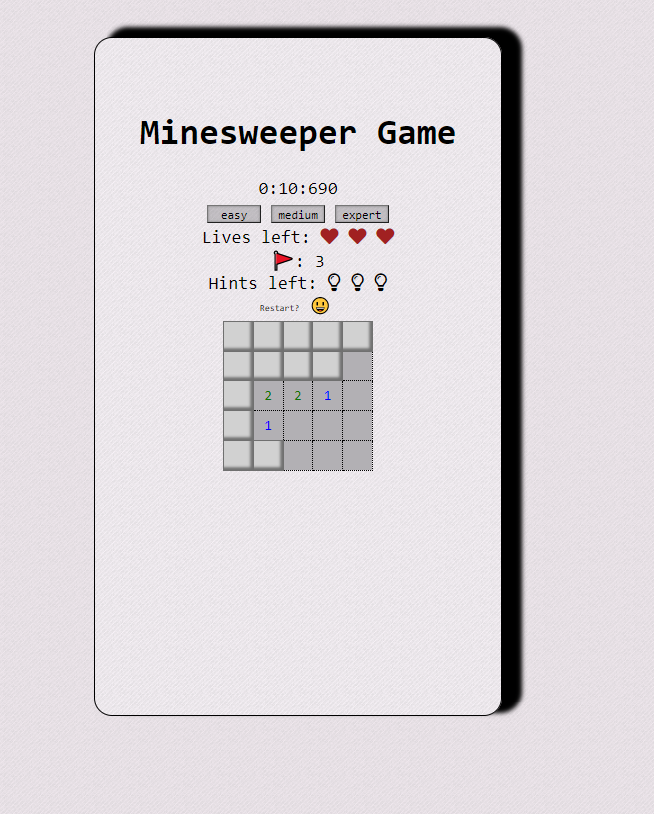 Minesweeper Game
0:10:690
easy medium expert
Lives left:
: 3
Hints left:
Restart?
2 2 1
1